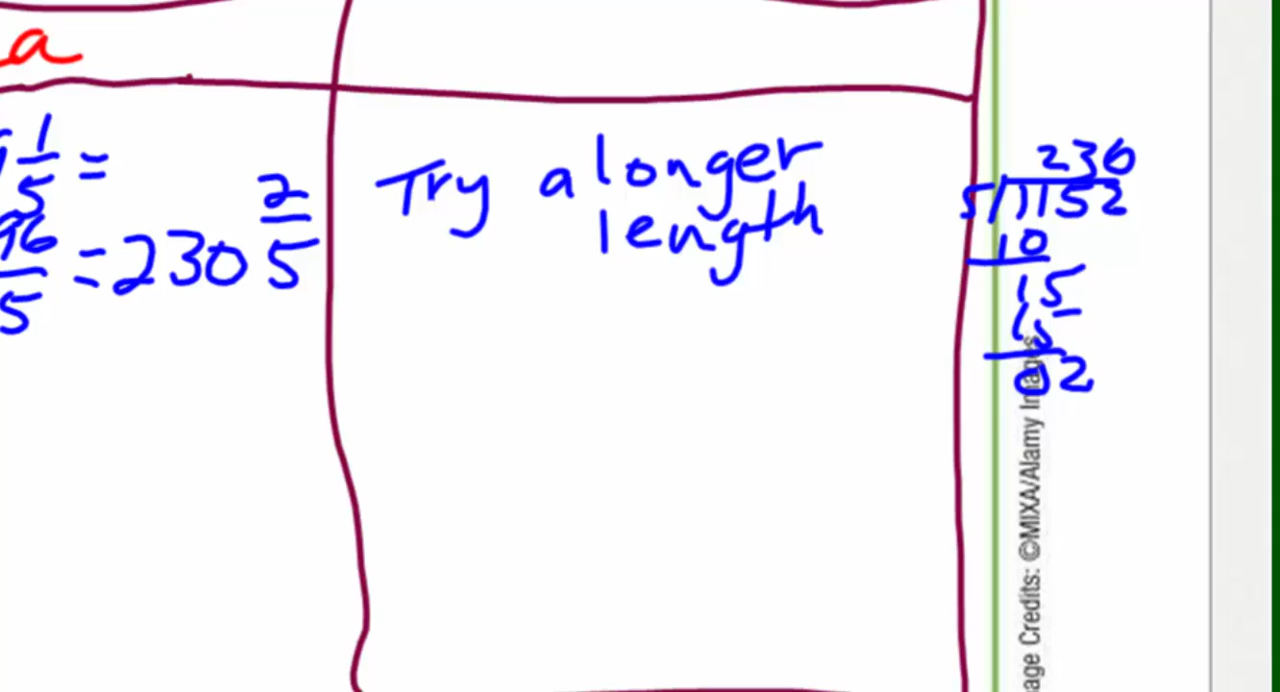 a
1/5 =
96/5 = 230 2/5
Try a longer
length
230
5)1152
10
15
15
02
age Credits: ©MIXA/Alamy Images